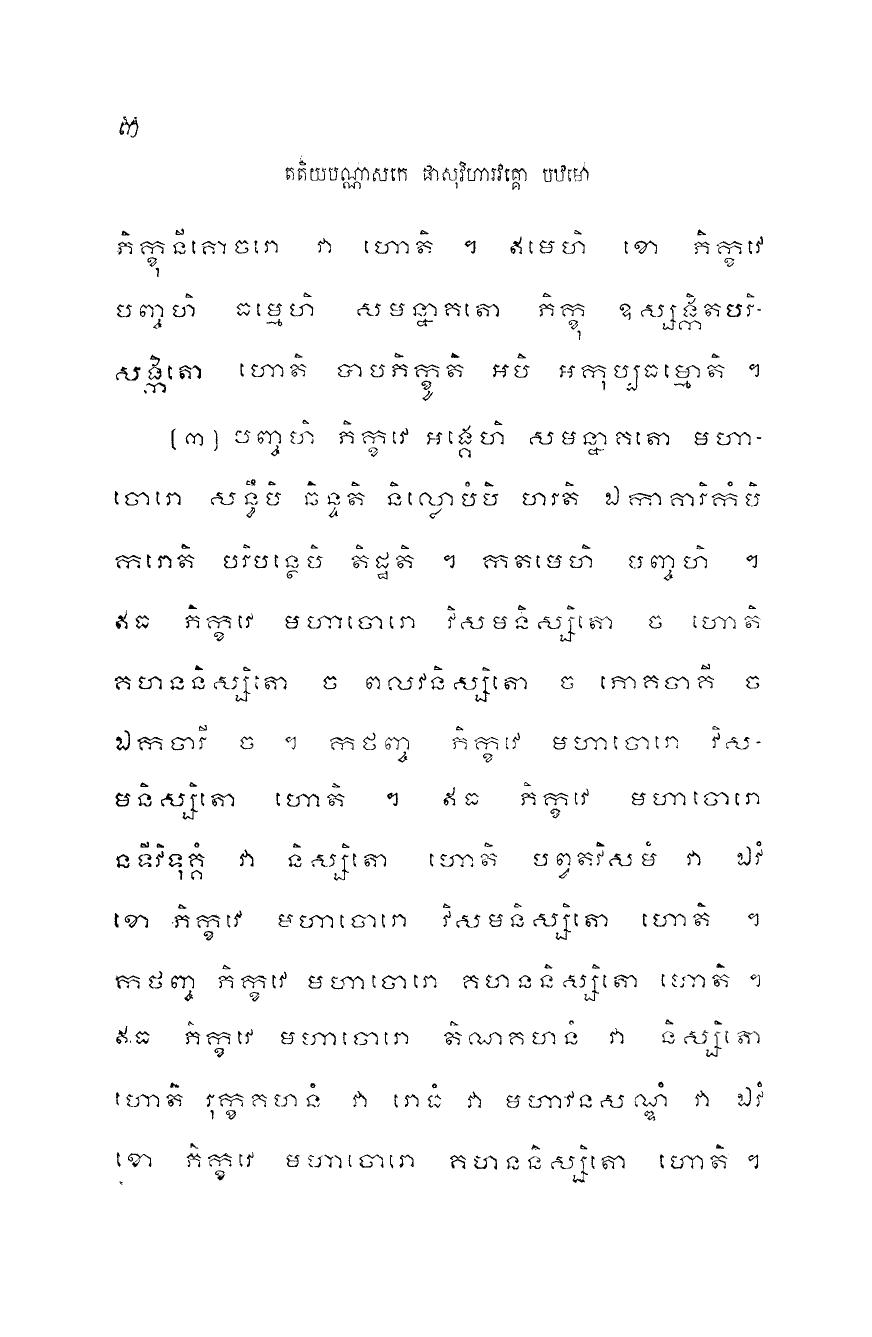 ៣
តតិយបណ្ណាសកេ ផាសុវិហារវគ្គោ បឋមោ
ភិក្ខុនីគោចរោ វា ហោតិ ។ ឥមេហិ ខោ ភិក្ខវេ
បញ្ចហិ ធម្មេហិ សមន្នាគតោ ភិក្ខុ ឧស្សង្កិតបរិ-
សង្កិតោ ហោតិ បាបភិក្ខូតិ អបិ អកុប្បធម្មោតិ ។
(៣) បញ្ចហិ ភិក្ខវេ អង្គេហិ សមន្នាគតោ មហា-
ចោរោ សន្ធឹបិ ឆិន្ទតិ និល្លោបំបិ ហរតិ ឯកាគារិកំបិ
ករោតិ បរិបន្ថេបិ តិដ្ឋតិ ។ កតមេហិ បញ្ចហិ ។
ឥធ ភិក្ខវេ មហាចោរោ វិសមនិស្សិតោ ច ហោតិ
គហននិស្សិតោ ច ពលវនិស្សិតោ ច ភោគចាគី ច
ឯកចារី ច ។ កថញ្ច ភិក្ខវេ មហាចោរោ វិស-
មនិស្សិតោ ហោតិ ។ ឥធ ភិក្ខវេ មហាចោរោ
នទីវិទុគ្គំ វា និស្សិតោ ហោតិ បព្វតវិសមំ វា ឯវំ
ខោ ភិក្ខវេ មហាចោរោ វិសមនិស្សិតោ ហោតិ ។
កថញ្ច ភិក្ខវេ មហាចោរោ គហននិស្សិតោ ហោតិ ។
ឥធ ភិក្ខវេ មហាចោរោ តិណគហនំ វា និស្សិតោ
ហោតិ រុក្ខគហនំ វា រោធំ វា មហាវនសណ្ឌំ វា ឯវំ
ខោ ភិក្ខវេ មហាចោរោ គហននិស្សិតោ ហោតិ ។